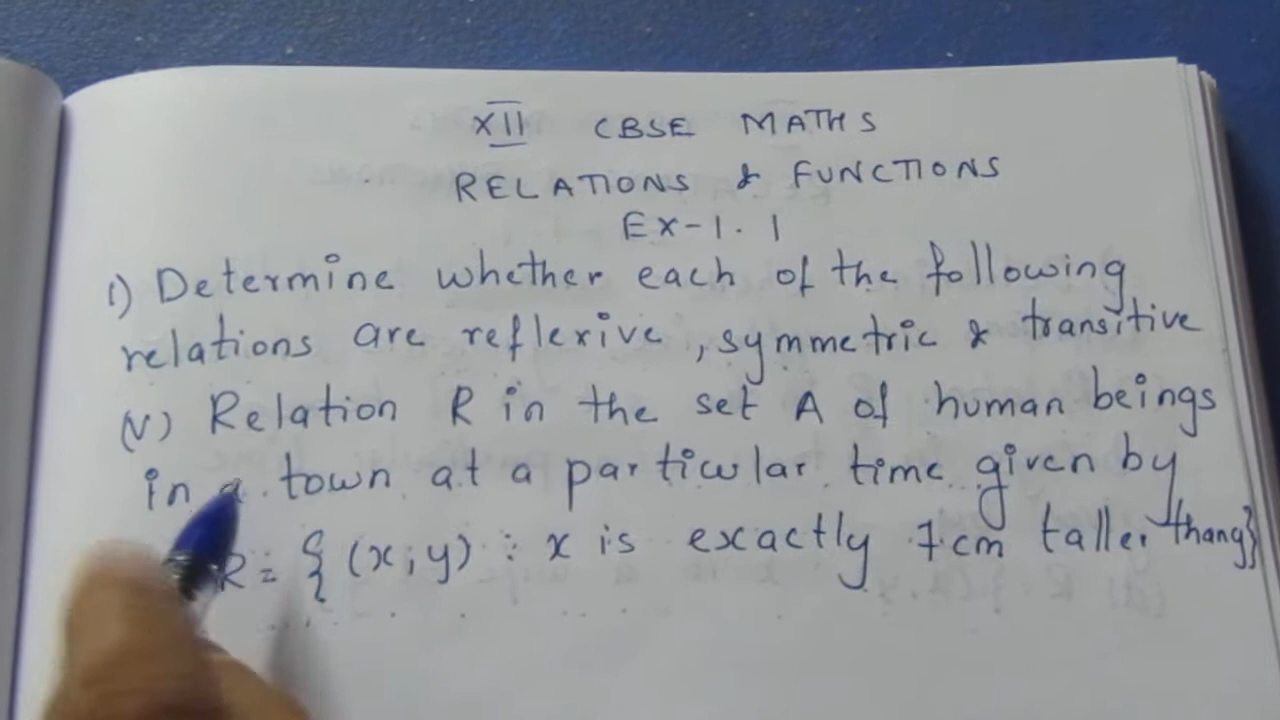 XII CBSE MATHS
RELATIONS & FUNCTIONS
Ex-1.1
1) Determine whether each of the following
relations are reflexive, symmetric & transitive
(V) Relation R in the set A of human beings
in a town at a particular time given by
R = {(x, y) : x is exactly 7 cm taller than y}